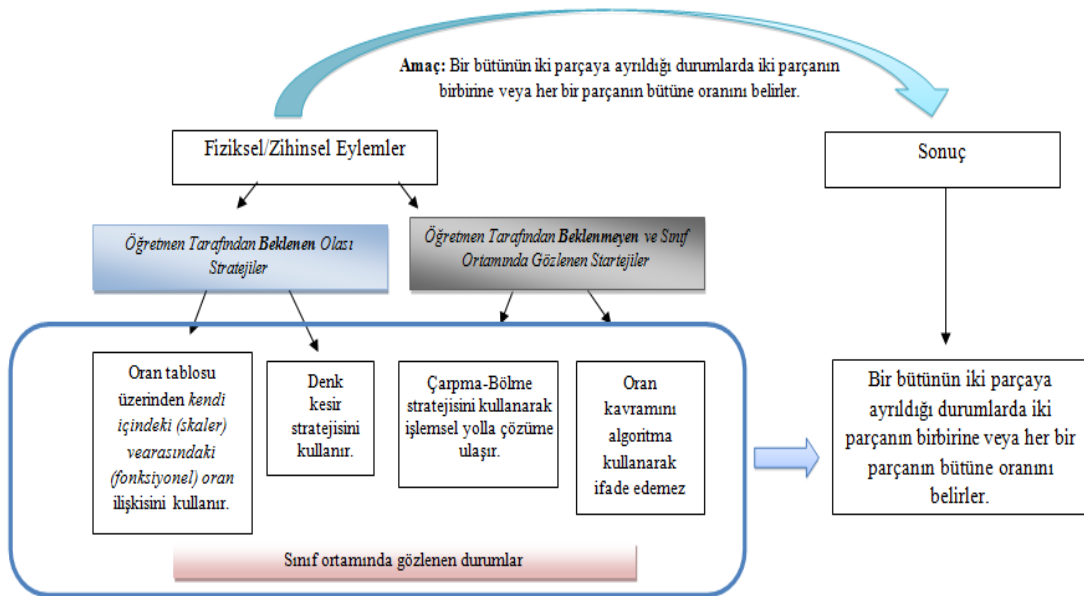 Amaç: Bir bütünün iki parçaya ayrıldığı durumlarda iki parçanın
birbirine veya her bir parçanın bütüne oranını belirler.
Fiziksel/Zihinsel Eylemler
Sonuç
Öğretmen Tarafından Beklenen Olası
Stratejiler
Öğretmen Tarafından Beklenmeyen ve Sınıf
Ortamında Gözlenen Startejiler
Oran tablosu
üzerinden kendi
içindeki (skaler)
vearasındaki
(fonksiyonel) oran
ilişkisini kullanır.
Denk
kesir
stratejisini
kullanır.
Çarpma-Bölme
stratejisini kullanarak
işlemsel yolla çözüme
ulaşır.
Oran
kavramını
algoritma
kullanarak
ifade edemez
Bir bütünün iki parçaya
ayrıldığı durumlarda iki
parçanın birbirine veya her bir
parçanın bütüne oranını
belirler.
Sınıf ortamında gözlenen durumlar